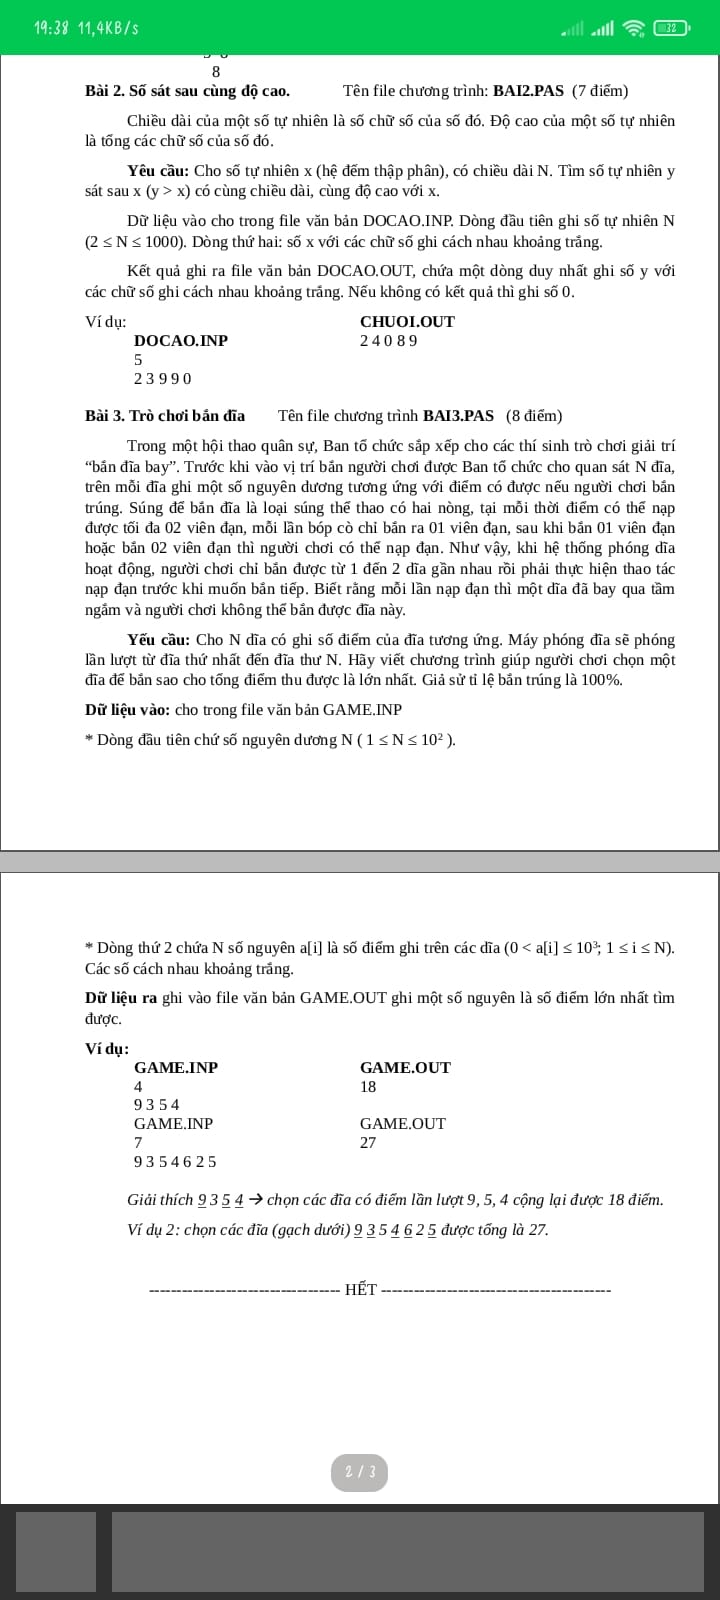 19:38 11,4KB/s
32
8
Bài 2. Số sát sau cùng độ cao. Tên file chương trình: BAI2.PAS (7 điểm)
Chiều dài của một số tự nhiên là số chữ số của số đó. Độ cao của một số tự nhiên
là tổng các chữ số của số đó.
Yêu cầu: Cho số tự nhiên x (hệ đếm thập phân), có chiều dài N. Tìm số tự nhiên y
sát sau x (y > x) có cùng chiều dài, cùng độ cao với x.
Dữ liệu vào cho trong file văn bản DOCAO.INP. Dòng đầu tiên ghi số tự nhiên N
(2 ≤ N ≤ 1000). Dòng thứ hai: số x với các chữ số ghi cách nhau khoảng trắng.
Kết quả ghi ra file văn bản DOCAO.OUT, chứa một dòng duy nhất ghi số y với
các chữ số ghi cách nhau khoảng trắng. Nếu không có kết quả thì ghi số 0.
Ví dụ: CHUOI.OUT
DOCAO.INP 2 4 0 8 9
5
2 3 9 9 0
Bài 3. Trò chơi bắn đĩa Tên file chương trình BAI3.PAS (8 điểm)
Trong một hội thao quân sự, Ban tổ chức sắp xếp cho các thí sinh trò chơi giải trí
“bắn đĩa bay”. Trước khi vào vị trí bắn người chơi được Ban tổ chức cho quan sát N đĩa,
trên mỗi đĩa ghi một số nguyên dương tương ứng với điểm có được nếu người chơi bắn
trúng. Súng để bắn đĩa là loại súng thể thao có hai nòng, tại mỗi thời điểm có thể nạp
được tối đa 02 viên đạn, mỗi lần bóp cò chỉ bắn ra 01 viên đạn, sau khi bắn 01 viên đạn
hoặc bắn 02 viên đạn thì người chơi có thể nạp đạn. Như vậy, khi hệ thống phóng dĩa
hoạt động, người chơi chỉ bắn được từ 1 đến 2 dĩa gần nhau rồi phải thực hiện thao tác
nạp đạn trước khi muốn bắn tiếp. Biết rằng mỗi lần nạp đạn thì một dĩa đã bay qua tầm
ngắm và người chơi không thể bắn được đĩa này.
Yếu cầu: Cho N dĩa có ghi số điểm của đĩa tương ứng. Máy phóng dĩa sẽ phóng
lần lượt từ đĩa thứ nhất đến đĩa thư N. Hãy viết chương trình giúp người chơi chọn một
đĩa để bắn sao cho tổng điểm thu được là lớn nhất. Giả sử tỉ lệ bắn trúng là 100%.
Dữ liệu vào: cho trong file văn bản GAME.INP
* Dòng đầu tiên chứ số nguyên dương N ( 1 ≤ N ≤ 10² ).
* Dòng thứ 2 chứa N số nguyên a[i] là số điểm ghi trên các dĩa (0 < a[i] ≤ 10³; 1 ≤ i ≤ N).
Các số cách nhau khoảng trắng.
Dữ liệu ra ghi vào file văn bản GAME.OUT ghi một số nguyên là số điểm lớn nhất tìm
được.
Ví dụ:
GAME.INP GAME.OUT
4 18
9 3 5 4
GAME.INP GAME.OUT
7 27
9 3 5 4 6 2 5
Giải thích 9 3 5 4 → chọn các đĩa có điểm lần lượt 9, 5, 4 cộng lại được 18 điểm.
Ví dụ 2: chọn các đĩa (gạch dưới) 9 3 5 4 6 2 5 được tổng là 27.
----------------------------------- HẾT ------------------------------------------
2 / 3